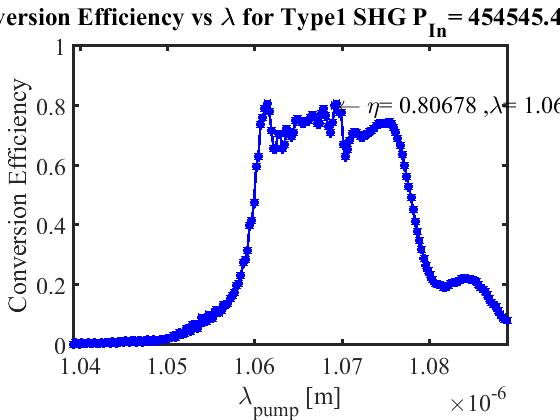 version Efficiency vs λ for Type1 SHG P_In= 454545.4
1
0.8
0.6
0.4
0.2
0
Conversion Efficiency
← η= 0.80678 ,λ= 1.06
1.04 1.05 1.06 1.07 1.08
×10^-6
λ_pump [m]